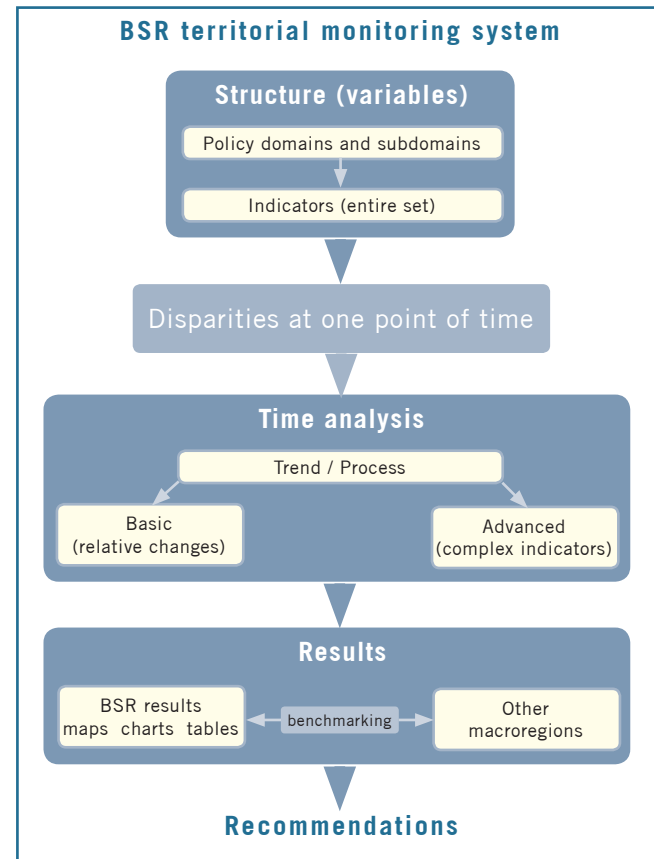 BSR territorial monitoring system
Structure (variables)
Policy domains and subdomains
Indicators (entire set)
Disparities at one point of time
Time analysis
Trend / Process
Basic
(relative changes)
Advanced
(complex indicators)
Results
BSR results
maps charts tables
benchmarking
Other
macroregions
Recommendations